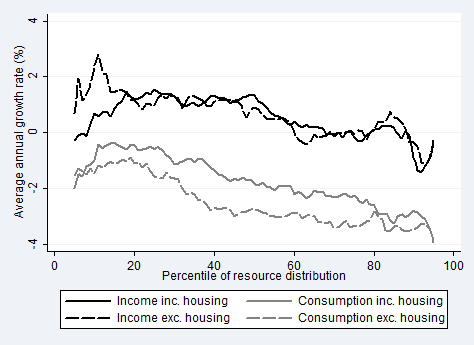 Average annual growth rate (%)
4
2
0
-2
-4
0 20 40 60 80 100
Percentile of resource distribution
Income inc. housing Consumption inc. housing
Income exc. housing Consumption exc. housing